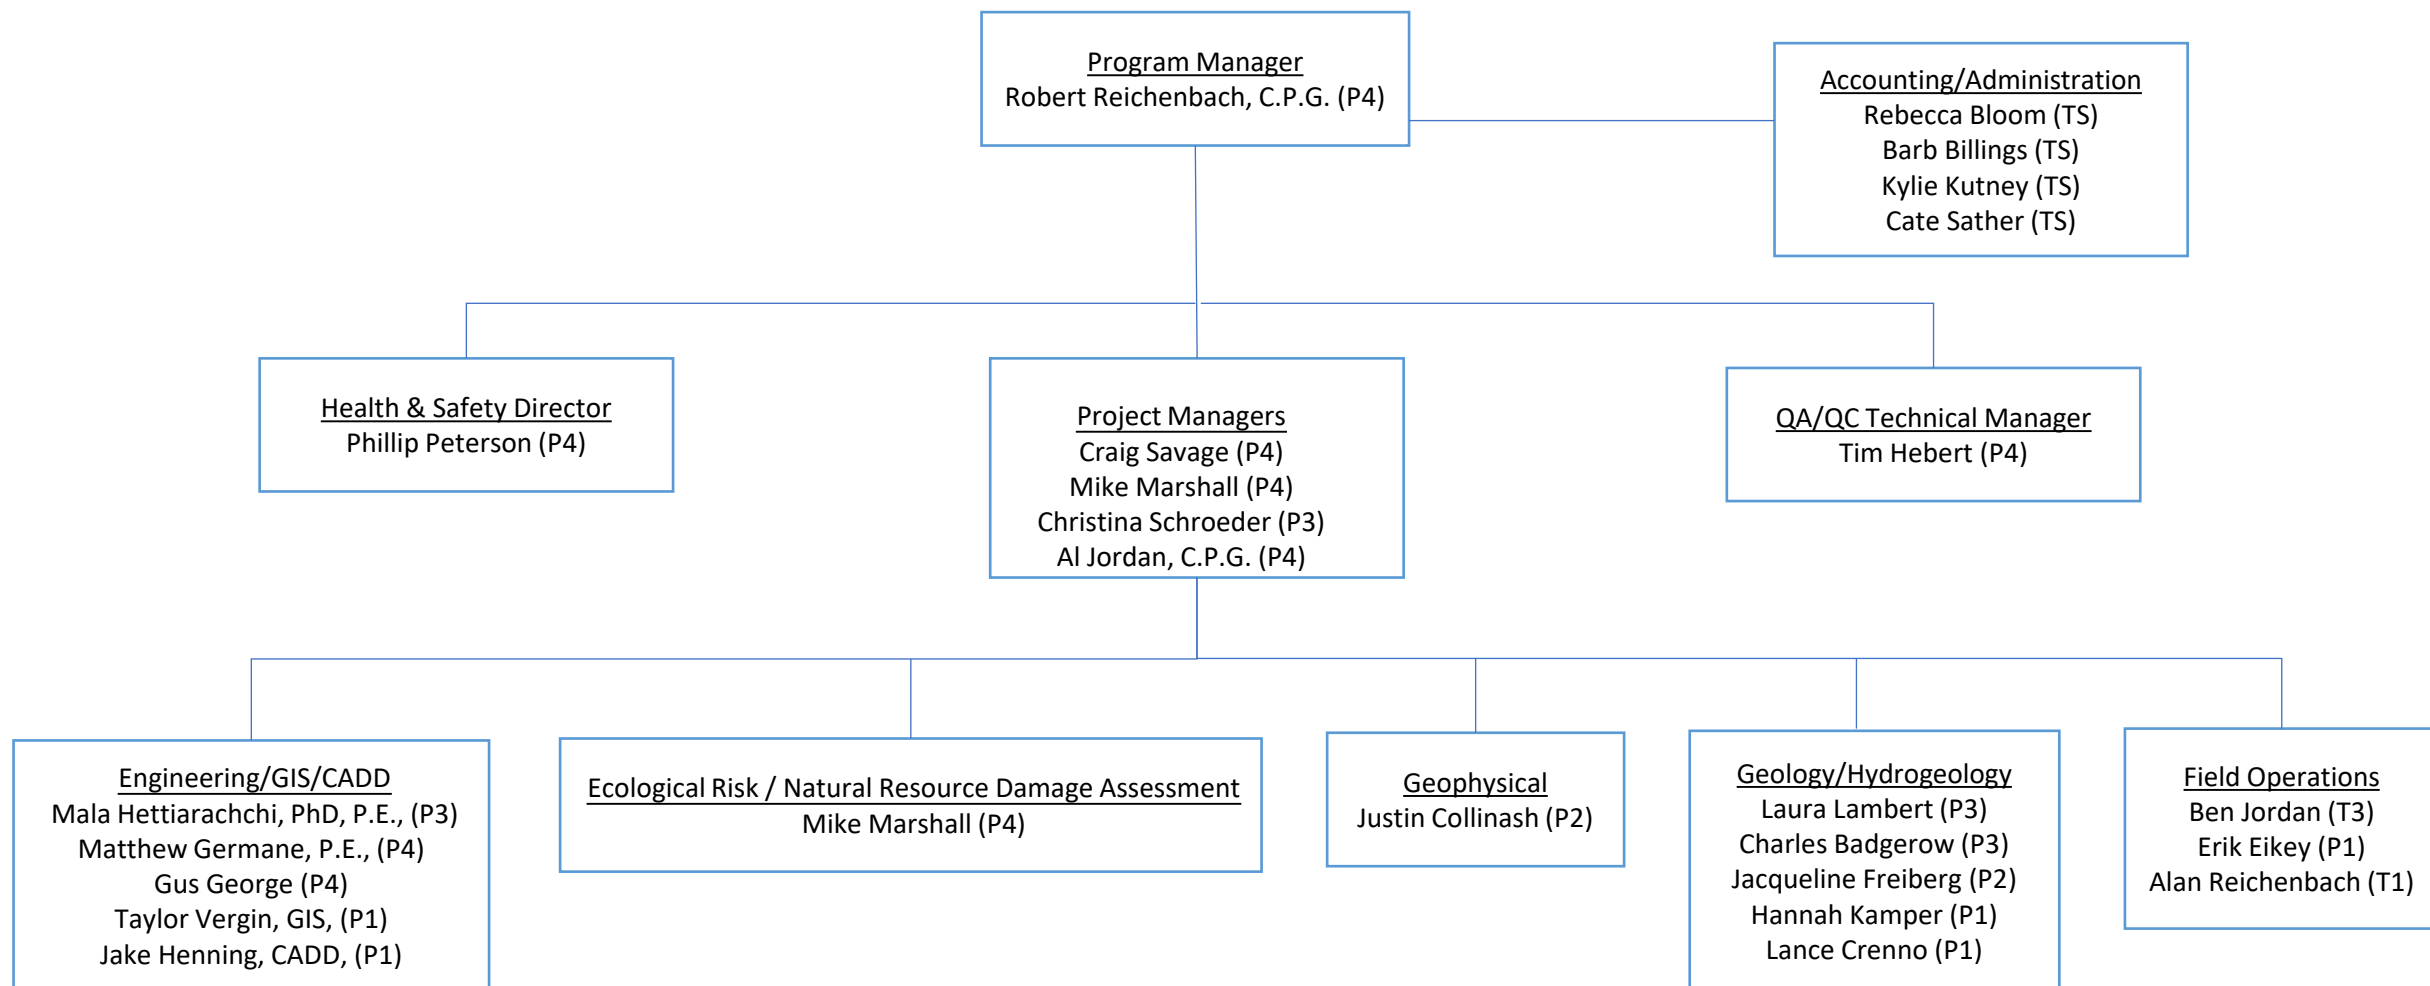 Program Manager
Robert Reichenbach, C.P.G. (P4)
Accounting/Administration
Rebecca Bloom (TS)
Barb Billings (TS)
Kylie Kutney (TS)
Cate Sather (TS)
Health & Safety Director
Phillip Peterson (P4)
Project Managers
Craig Savage (P4)
Mike Marshall (P4)
Christina Schroeder (P3)
Al Jordan, C.P.G. (P4)
QA/QC Technical Manager
Tim Hebert (P4)
Engineering/GIS/CADD
Mala Hettiarachchi, PhD, P.E., (P3)
Matthew Germane, P.E., (P4)
Gus George (P4)
Taylor Vergin, GIS, (P1)
Jake Henning, CADD, (P1)
Ecological Risk / Natural Resource Damage Assessment
Mike Marshall (P4)
Geophysical
Justin Collinash (P2)
Geology/Hydrogeology
Laura Lambert (P3)
Charles Badgerow (P3)
Jacqueline Freiberg (P2)
Hannah Kamper (P1)
Lance Crenno (P1)
Field Operations
Ben Jordan (T3)
Erik Eikey (P1)
Alan Reichenbach (T1)